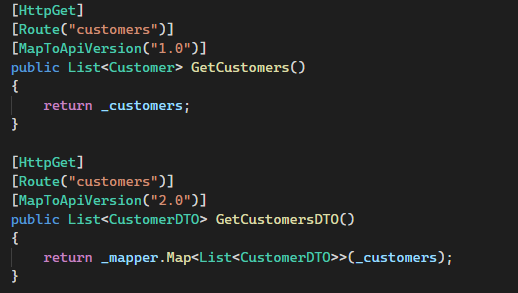 [HttpGet]
[Route("customers")]
[MapToApiVersion("1.0")]
public List<Customer> GetCustomers()
{
    return _customers;
}

[HttpGet]
[Route("customers")]
[MapToApiVersion("2.0")]
public List<CustomerDTO> GetCustomersDTO()
{
    return _mapper.Map<List<CustomerDTO>>(_customers);
}